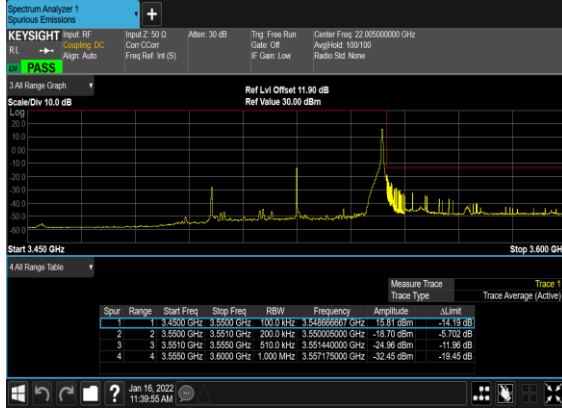 Spectrum Analyzer 1
Spurious Emissions
+
KEYSIGHT Input: RF Input Z: 50 Ω Atten: 30 dB Trig: Free Run Center Freq: 22.005000000 GHz
RL Coupling: DC Corr CCorr Gate: Off Avg|Hold: 100/100
Align: Auto Freq Ref: Int (S) IF Gain: Low Radio Std: None
PASS
3 All Range Graph
Ref Lvl Offset 11.90 dB
Scale/Div 10.0 dB Ref Value 30.00 dBm
Log
20.0
10.0
0.00
-10.0
-20.0
-30.0
-40.0
-50.0
-60.0
Start 3.450 GHz Stop 3.600 GH
4 All Range Table
Measure Trace Trace 1
Trace Type Trace Average (Active)
Spur Range Start Freq Stop Freq RBW Frequency Amplitude ΔLimit
1 1 3.4500 GHz 3.5500 GHz 100.0 kHz 3.548666667 GHz 15.81 dBm -14.19 dB
2 2 3.5500 GHz 3.5510 GHz 200.0 kHz 3.550005000 GHz -18.70 dBm -5.702 dB
3 3 3.5510 GHz 3.5550 GHz 510.0 kHz 3.551440000 GHz -24.96 dBm -11.96 dB
4 4 3.5550 GHz 3.6000 GHz 1.000 MHz 3.557175000 GHz -32.45 dBm -19.45 dB
? Jan 16, 2022
11:39:55 AM